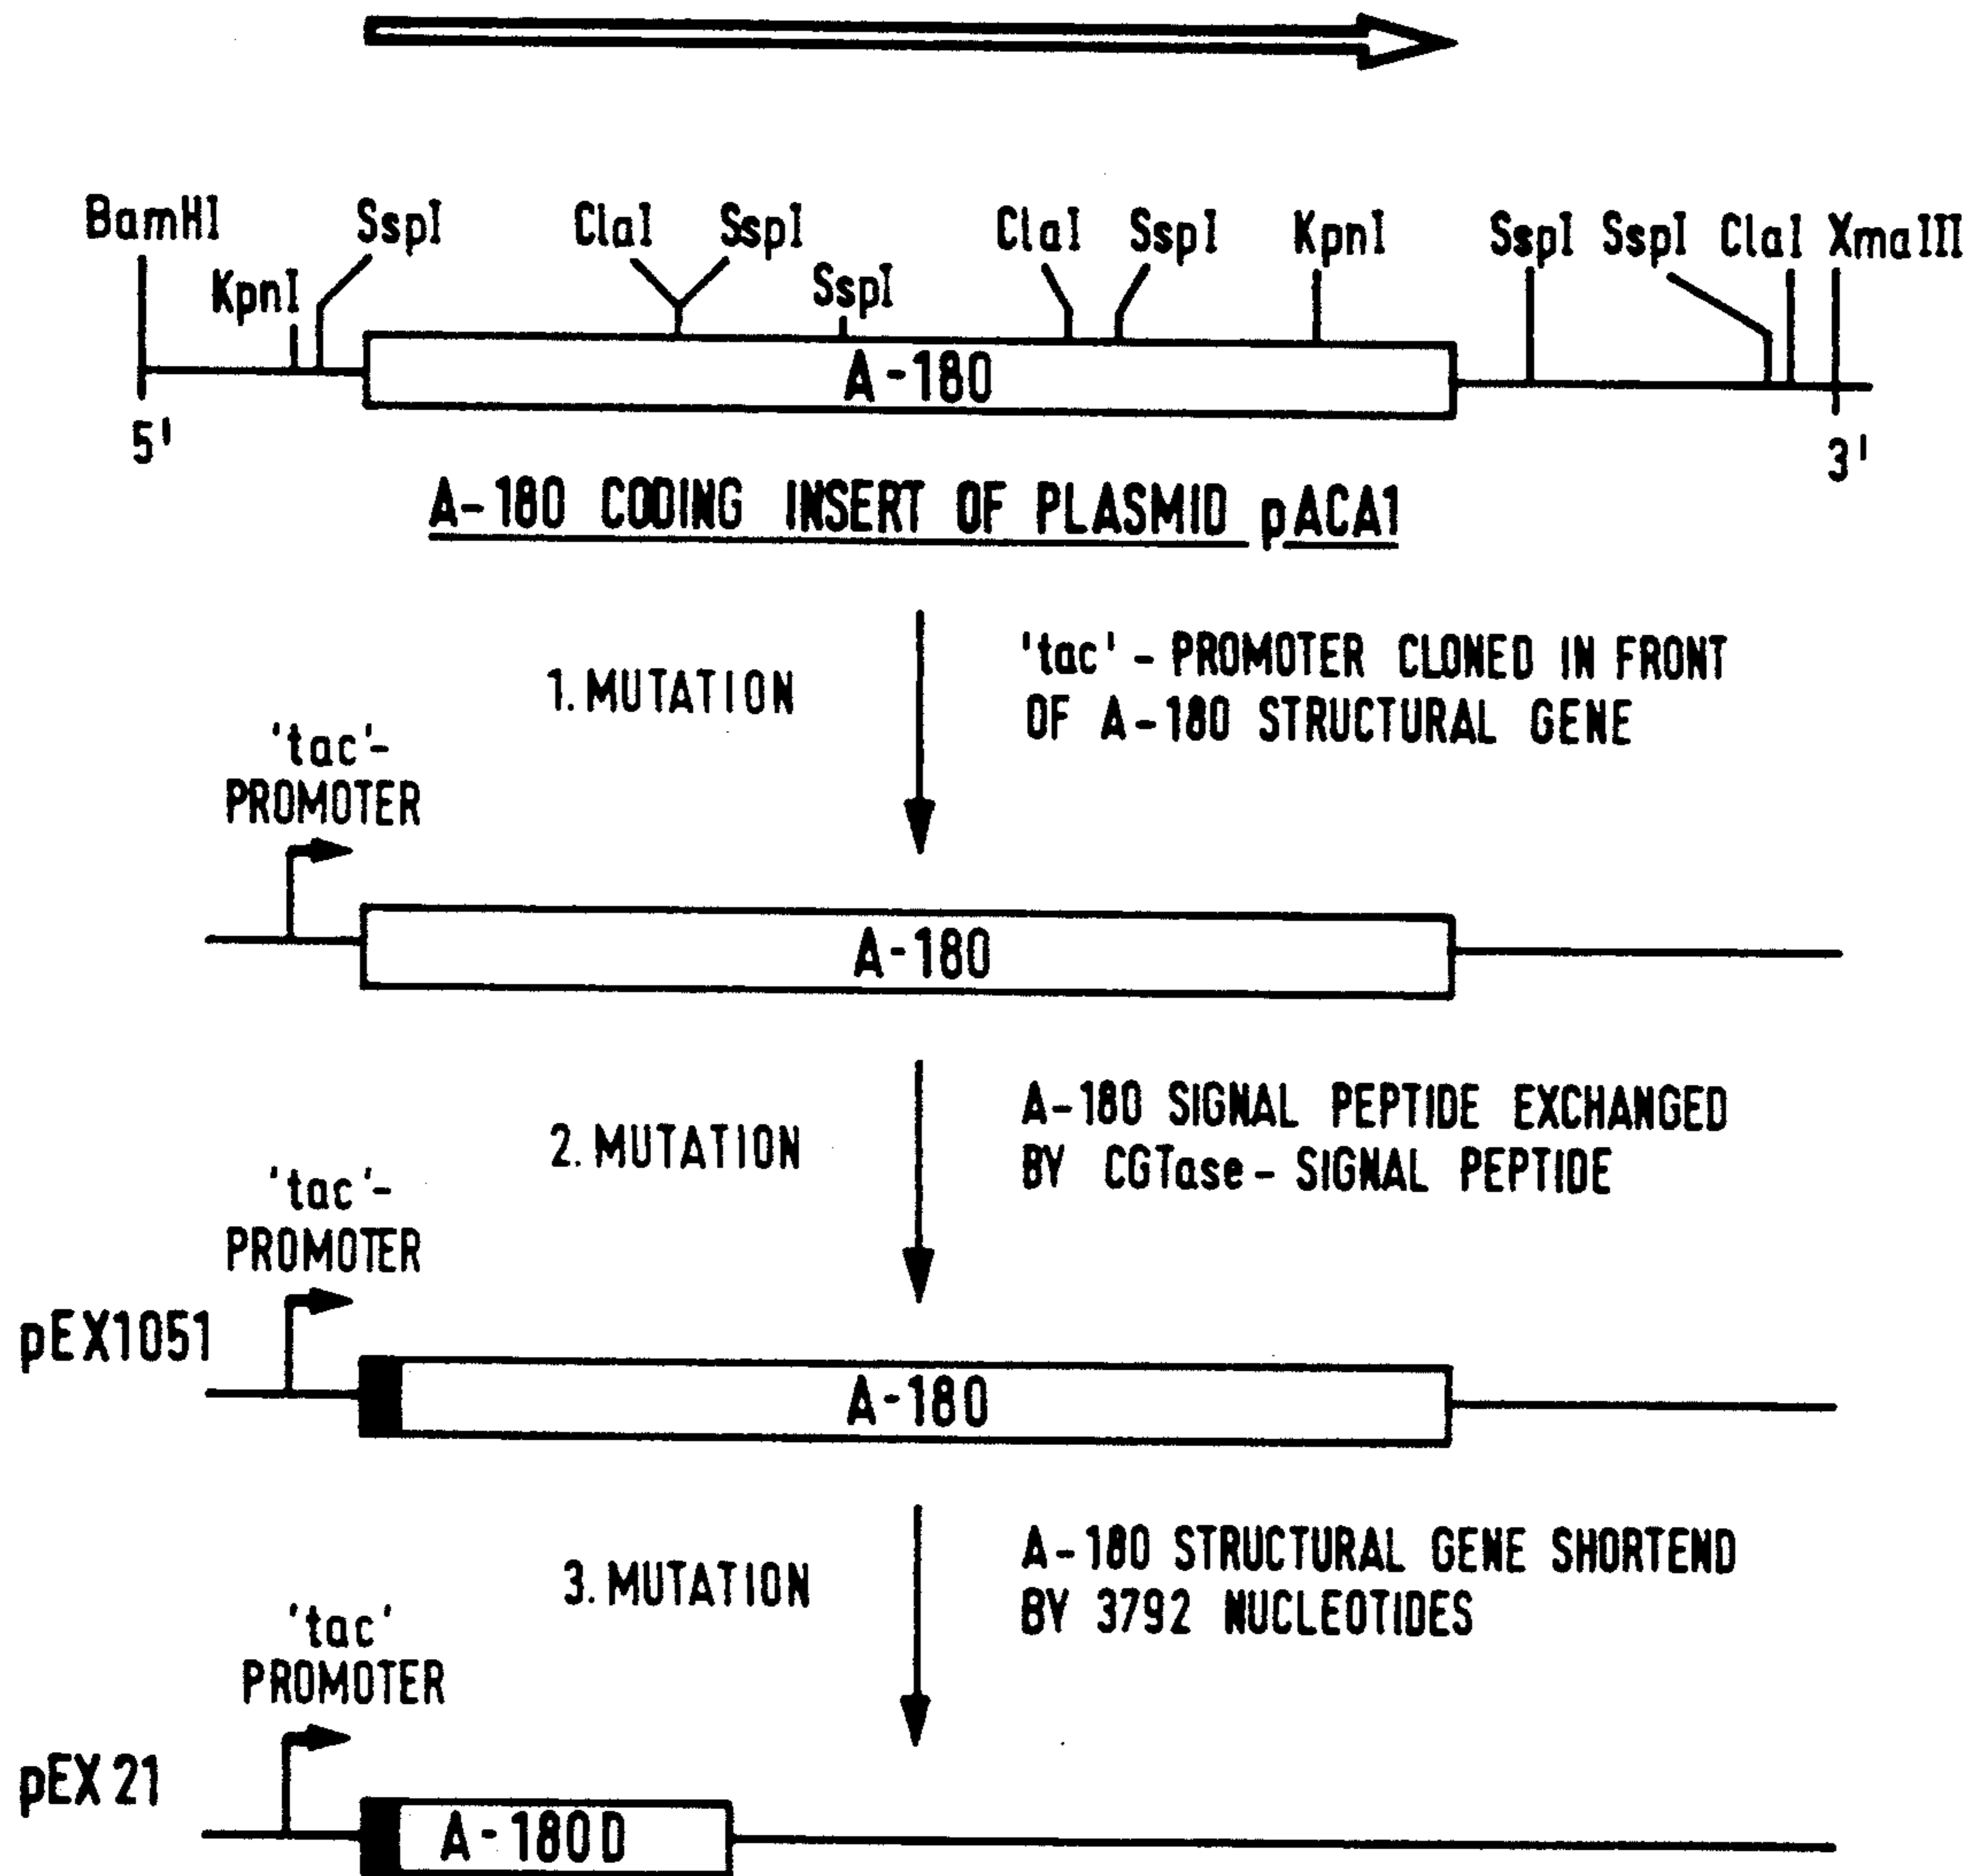 BamHI
KpnI
SspI
ClaI
SspI
SspI
ClaI
SspI
KpnI
SspI
SspI
ClaI
XmaIII
A-180
5'
3'
A-180 CODING INSERT OF PLASMID pACA1
1. MUTATION
'tac' - PROMOTER CLONED IN FRONT
OF A-180 STRUCTURAL GENE
'tac'-
PROMOTER
A-180
2. MUTATION
A-180 SIGNAL PEPTIDE EXCHANGED
BY CGTase - SIGNAL PEPTIDE
'tac'-
PROMOTER
pEX1051
A-180
3. MUTATION
A-180 STRUCTURAL GENE SHORTEND
BY 3792 NUCLEOTIDES
'tac'
PROMOTER
pEX21
A-180D